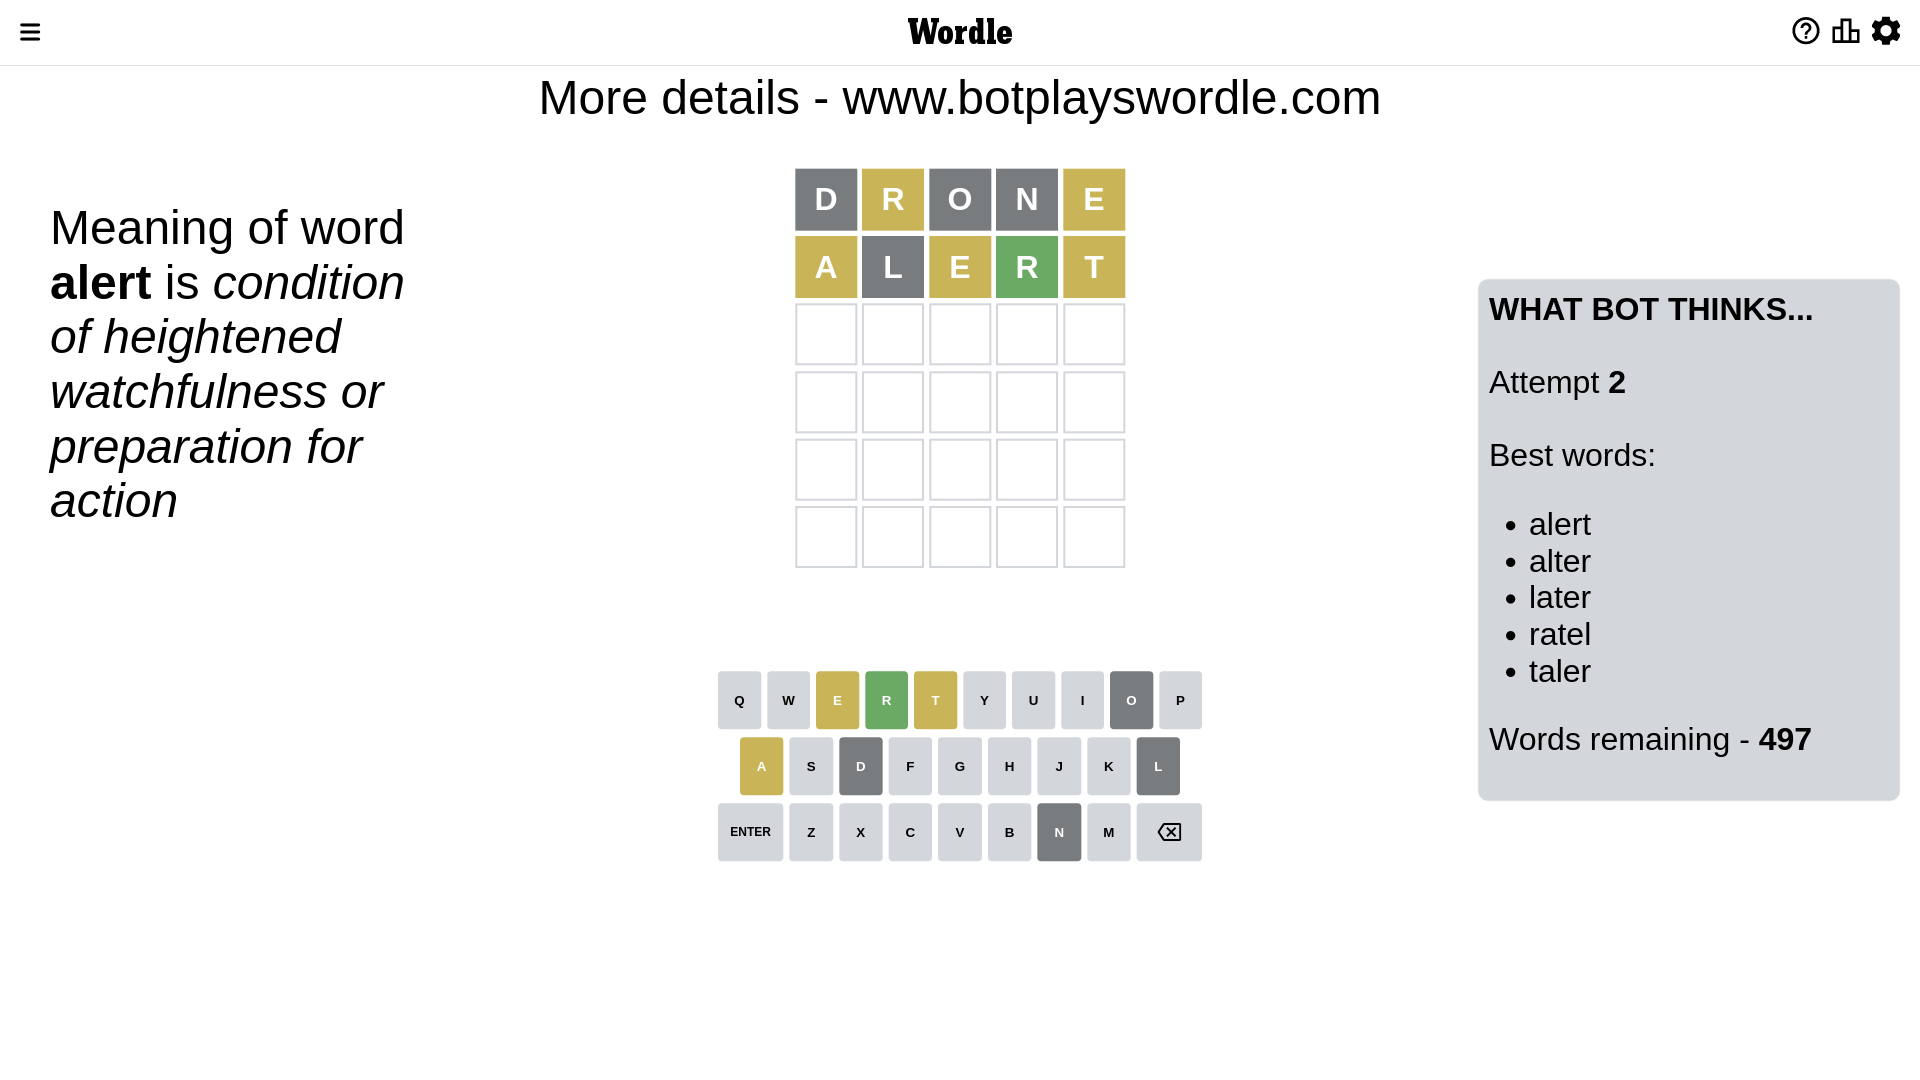 Wordle
More details - www.botplayswordle.com
Meaning of word
alert is condition
of heightened
watchfulness or
preparation for
action
D R O N E
A L E R T
WHAT BOT THINKS...
Attempt 2
Best words:
• alert
• alter
• later
• ratel
• taler
Words remaining - 497
Q W E R T Y U I O P
A S D F G H J K L
ENTER Z X C V B N M